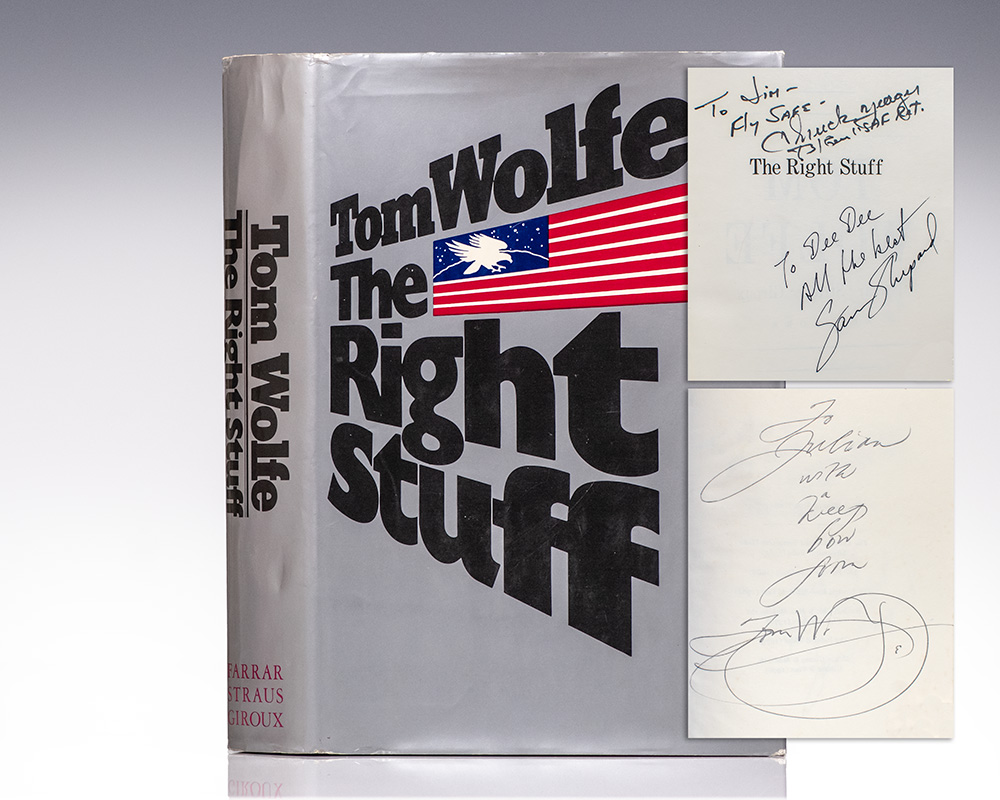 Tom Wolfe
The Right Stuff
FARRAR
STRAUS
GIROUX
Tom Wolfe
The
Right
Stuff
To Jim-
Fly SAFE-
Chuck Yeager
B/Gen USAF Ret.
The Right Stuff
To Dee Dee
All the best
Sam Shepard
To
Julian
with
a
deep
bow
from
Tom W